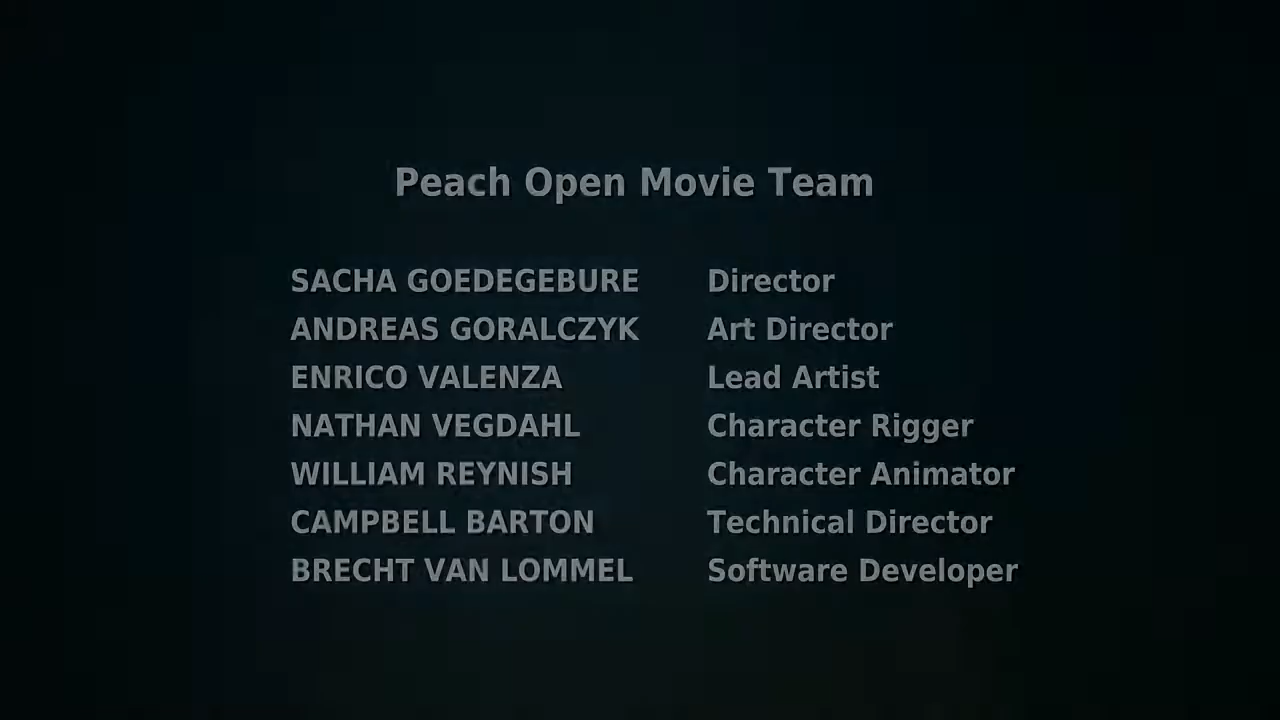 Peach Open Movie Team
SACHA GOEDEGEBURE Director
ANDREAS GORALCZYK Art Director
ENRICO VALENZA Lead Artist
NATHAN VEGDAHL Character Rigger
WILLIAM REYNISH Character Animator
CAMPBELL BARTON Technical Director
BRECHT VAN LOMMEL Software Developer